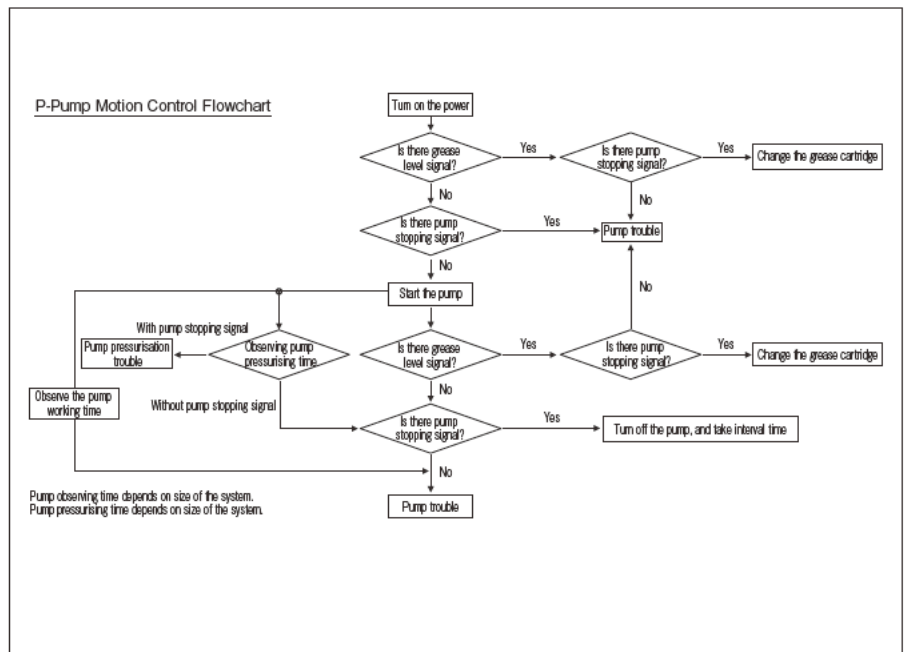 P-Pump Motion Control Flowchart
Turn on the power
Is there grease
level signal?
Yes
Is there pump
stopping signal?
Yes
Change the grease cartridge
No
No
Is there pump
stopping signal?
Yes
Pump trouble
No
Start the pump
No
With pump stopping signal
Pump pressurisation
trouble
Observing pump
pressurising time
Is there grease
level signal?
Yes
Is there pump
stopping signal?
Yes
Change the grease cartridge
Observe the pump
working time
Without pump stopping signal
No
Is there pump
stopping signal?
Yes
Turn off the pump, and take interval time
No
Pump observing time depends on size of the system.
Pump pressurising time depends on size of the system.
Pump trouble